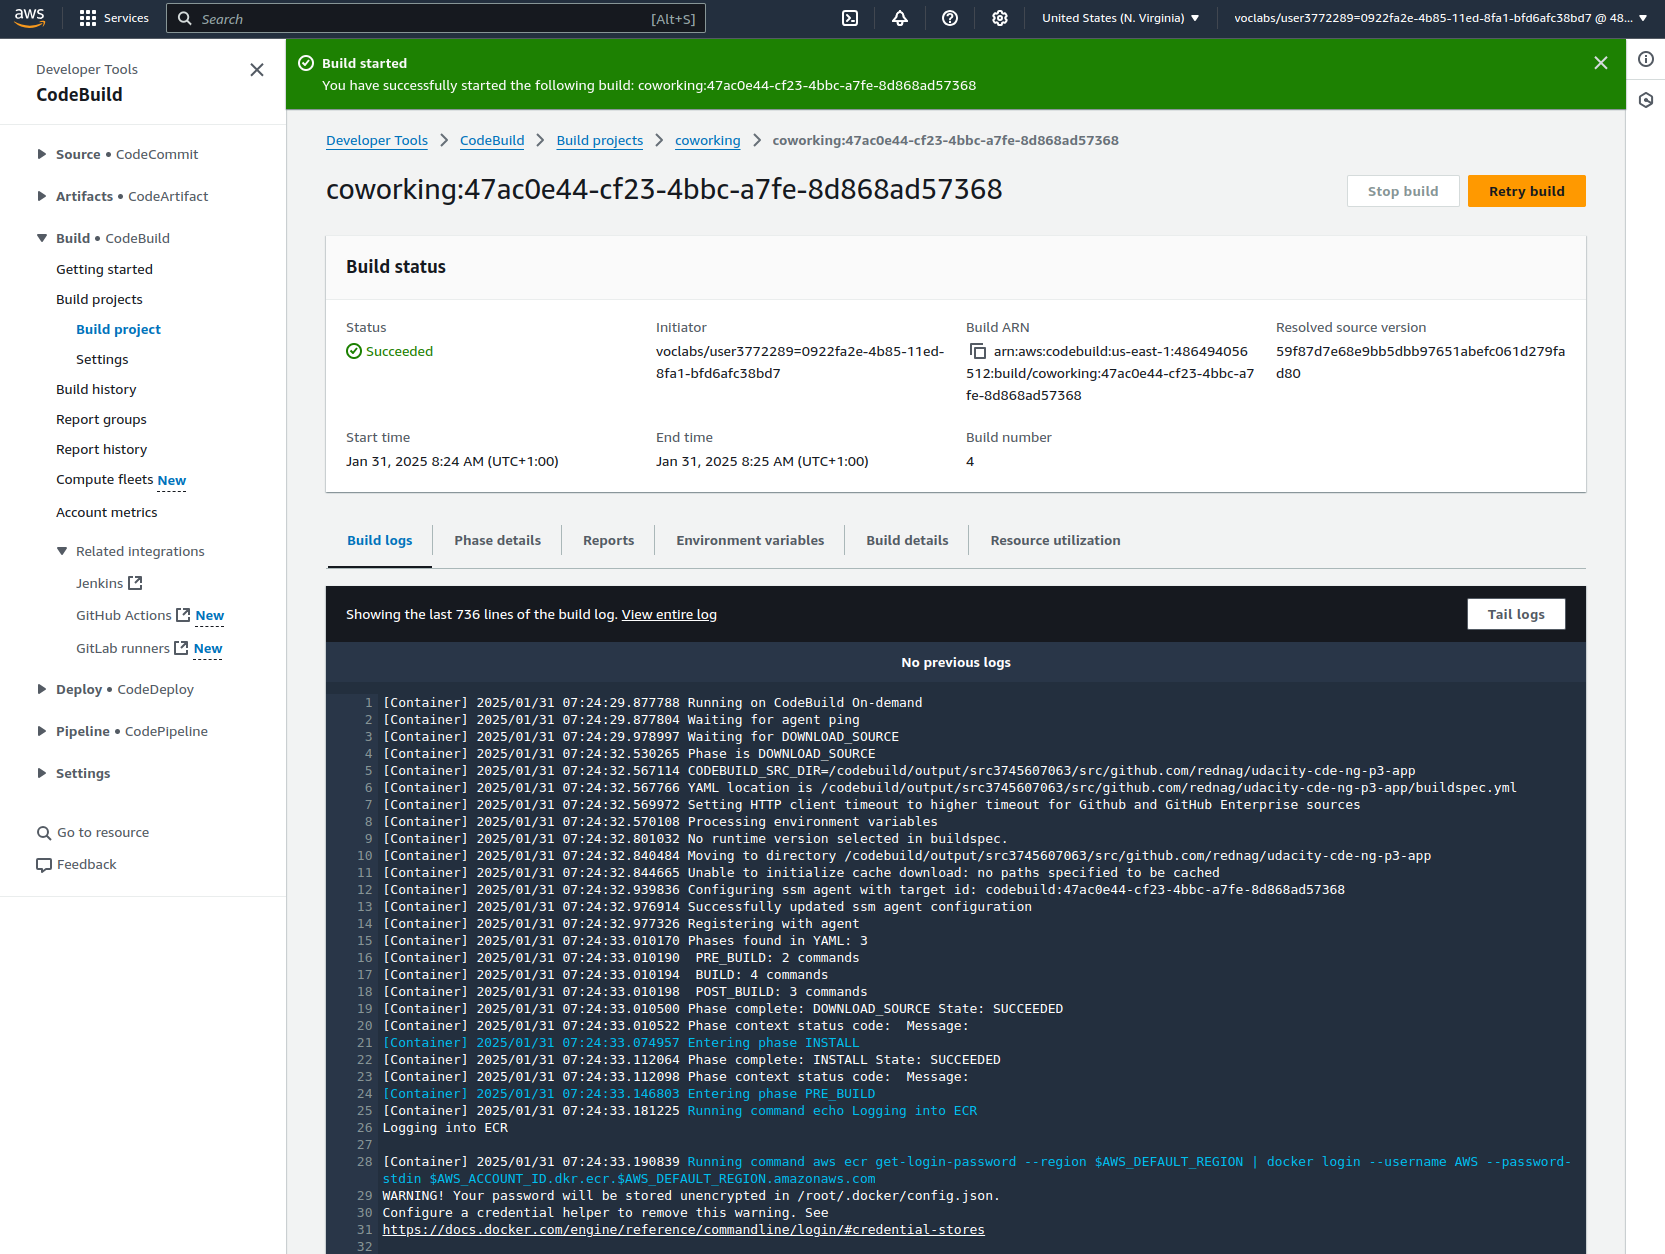 aws
Services
Search [Alt+S]
United States (N. Virginia)
voclabs/user3772289=0922fa2e-4b85-11ed-8fa1-bfd6afc38bd7 @ 48...
Developer Tools
CodeBuild
Source • CodeCommit
Artifacts • CodeArtifact
Build • CodeBuild
Getting started
Build projects
Build project
Settings
Build history
Report groups
Report history
Compute fleets New
Account metrics
Related integrations
Jenkins
GitHub Actions New
GitLab runners New
Deploy • CodeDeploy
Pipeline • CodePipeline
Settings
Go to resource
Feedback
Build started
You have successfully started the following build: coworking:47ac0e44-cf23-4bbc-a7fe-8d868ad57368
Developer Tools > CodeBuild > Build projects > coworking > coworking:47ac0e44-cf23-4bbc-a7fe-8d868ad57368
coworking:47ac0e44-cf23-4bbc-a7fe-8d868ad57368
Stop build
Retry build
Build status
Status
Succeeded
Initiator
voclabs/user3772289=0922fa2e-4b85-11ed-
8fa1-bfd6afc38bd7
Build ARN
arn:aws:codebuild:us-east-1:486494056
512:build/coworking:47ac0e44-cf23-4bbc-a7
fe-8d868ad57368
Resolved source version
59f87d7e68e9bb5dbb97651abefc061d279fa
d80
Start time
Jan 31, 2025 8:24 AM (UTC+1:00)
End time
Jan 31, 2025 8:25 AM (UTC+1:00)
Build number
4
Build logs
Phase details
Reports
Environment variables
Build details
Resource utilization
Showing the last 736 lines of the build log. View entire log
Tail logs
No previous logs
1 [Container] 2025/01/31 07:24:29.877788 Running on CodeBuild On-demand
2 [Container] 2025/01/31 07:24:29.877804 Waiting for agent ping
3 [Container] 2025/01/31 07:24:29.978997 Waiting for DOWNLOAD_SOURCE
4 [Container] 2025/01/31 07:24:32.530265 Phase is DOWNLOAD_SOURCE
5 [Container] 2025/01/31 07:24:32.567114 CODEBUILD_SRC_DIR=/codebuild/output/src3745607063/src/github.com/rednag/udacity-cde-ng-p3-app
6 [Container] 2025/01/31 07:24:32.567766 YAML location is /codebuild/output/src3745607063/src/github.com/rednag/udacity-cde-ng-p3-app/buildspec.yml
7 [Container] 2025/01/31 07:24:32.569972 Setting HTTP client timeout to higher timeout for Github and GitHub Enterprise sources
8 [Container] 2025/01/31 07:24:32.570108 Processing environment variables
9 [Container] 2025/01/31 07:24:32.801032 No runtime version selected in buildspec.
10 [Container] 2025/01/31 07:24:32.840484 Moving to directory /codebuild/output/src3745607063/src/github.com/rednag/udacity-cde-ng-p3-app
11 [Container] 2025/01/31 07:24:32.844665 Unable to initialize cache download: no paths specified to be cached
12 [Container] 2025/01/31 07:24:32.939836 Configuring ssm agent with target id: codebuild:47ac0e44-cf23-4bbc-a7fe-8d868ad57368
13 [Container] 2025/01/31 07:24:32.976914 Successfully updated ssm agent configuration
14 [Container] 2025/01/31 07:24:32.977326 Registering with agent
15 [Container] 2025/01/31 07:24:33.010170 Phases found in YAML: 3
16 [Container] 2025/01/31 07:24:33.010190  PRE_BUILD: 2 commands
17 [Container] 2025/01/31 07:24:33.010194  BUILD: 4 commands
18 [Container] 2025/01/31 07:24:33.010198  POST_BUILD: 3 commands
19 [Container] 2025/01/31 07:24:33.010500 Phase complete: DOWNLOAD_SOURCE State: SUCCEEDED
20 [Container] 2025/01/31 07:24:33.010522 Phase context status code:  Message:
21 [Container] 2025/01/31 07:24:33.074957 Entering phase INSTALL
22 [Container] 2025/01/31 07:24:33.112064 Phase complete: INSTALL State: SUCCEEDED
23 [Container] 2025/01/31 07:24:33.112098 Phase context status code:  Message:
24 [Container] 2025/01/31 07:24:33.146803 Entering phase PRE_BUILD
25 [Container] 2025/01/31 07:24:33.181225 Running command echo Logging into ECR
26 Logging into ECR
27
28 [Container] 2025/01/31 07:24:33.190839 Running command aws ecr get-login-password --region $AWS_DEFAULT_REGION | docker login --username AWS --password-
stdin $AWS_ACCOUNT_ID.dkr.ecr.$AWS_DEFAULT_REGION.amazonaws.com
29 WARNING! Your password will be stored unencrypted in /root/.docker/config.json.
30 Configure a credential helper to remove this warning. See
31 https://docs.docker.com/engine/reference/commandline/login/#credential-stores
32